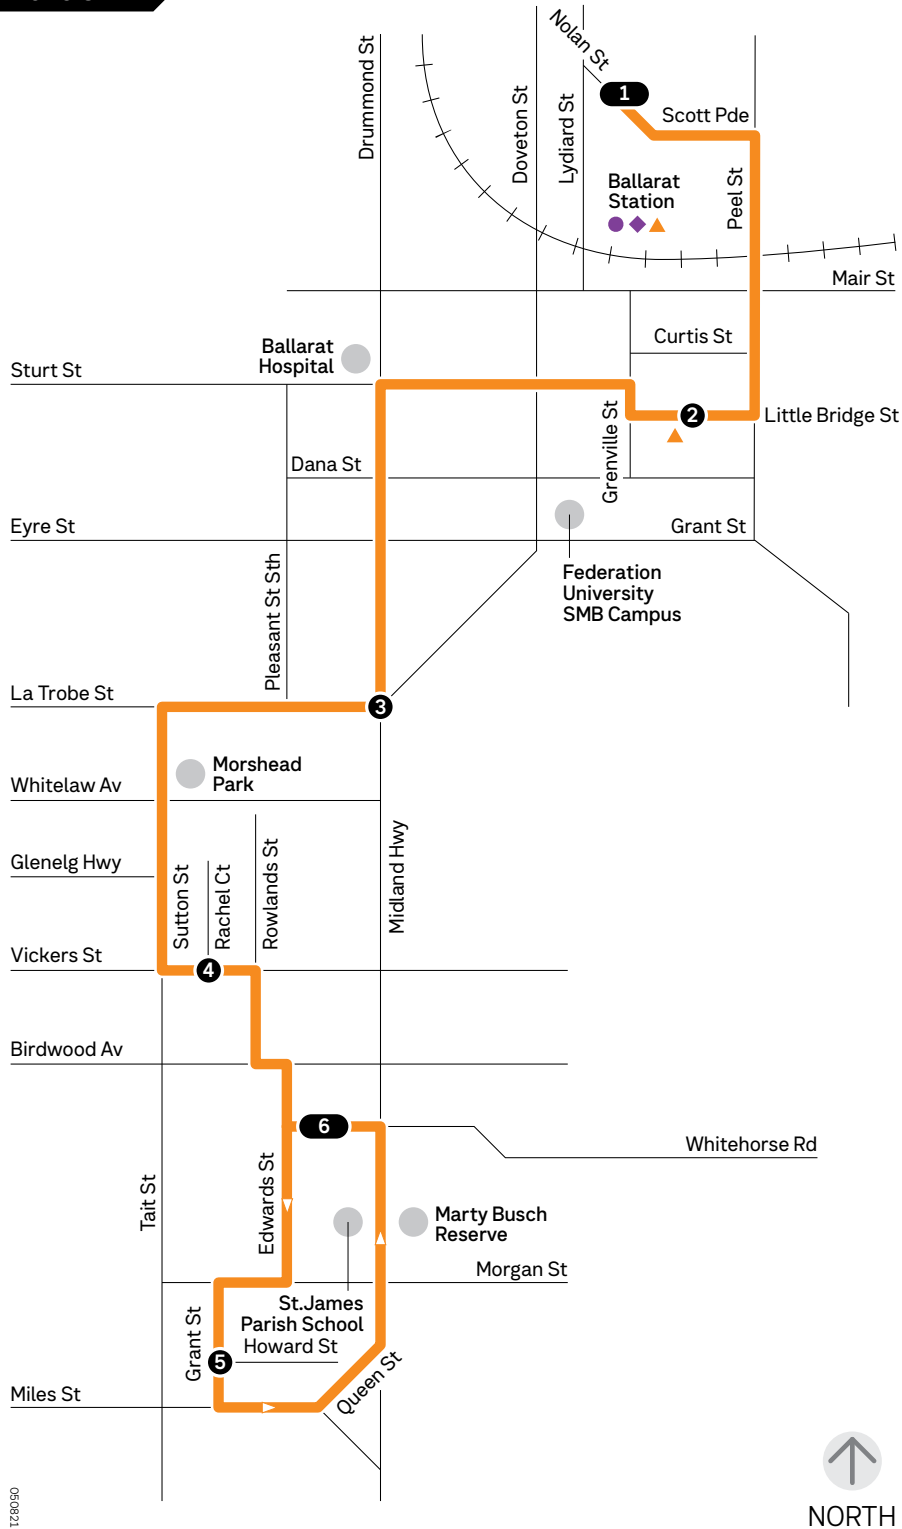 Nolan St
Drummond St
Doveton St
Lydiard St
1
Scott Pde
Ballarat
Station
Peel St
Mair St
Curtis St
Ballarat
Hospital
Sturt St
Grenville St
2
Little Bridge St
Dana St
Eyre St
Grant St
Federation
University
SMB Campus
Pleasant St Sth
La Trobe St
3
Morshead
Park
Whitelaw Av
Glenelg Hwy
Sutton St
Rachel Ct
Rowlands St
Midland Hwy
Vickers St
4
Birdwood Av
6
Whitehorse Rd
Tait St
Edwards St
Marty Busch
Reserve
Morgan St
St.James
Parish School
Howard St
Grant St
5
Queen St
Miles St
050821
NORTH